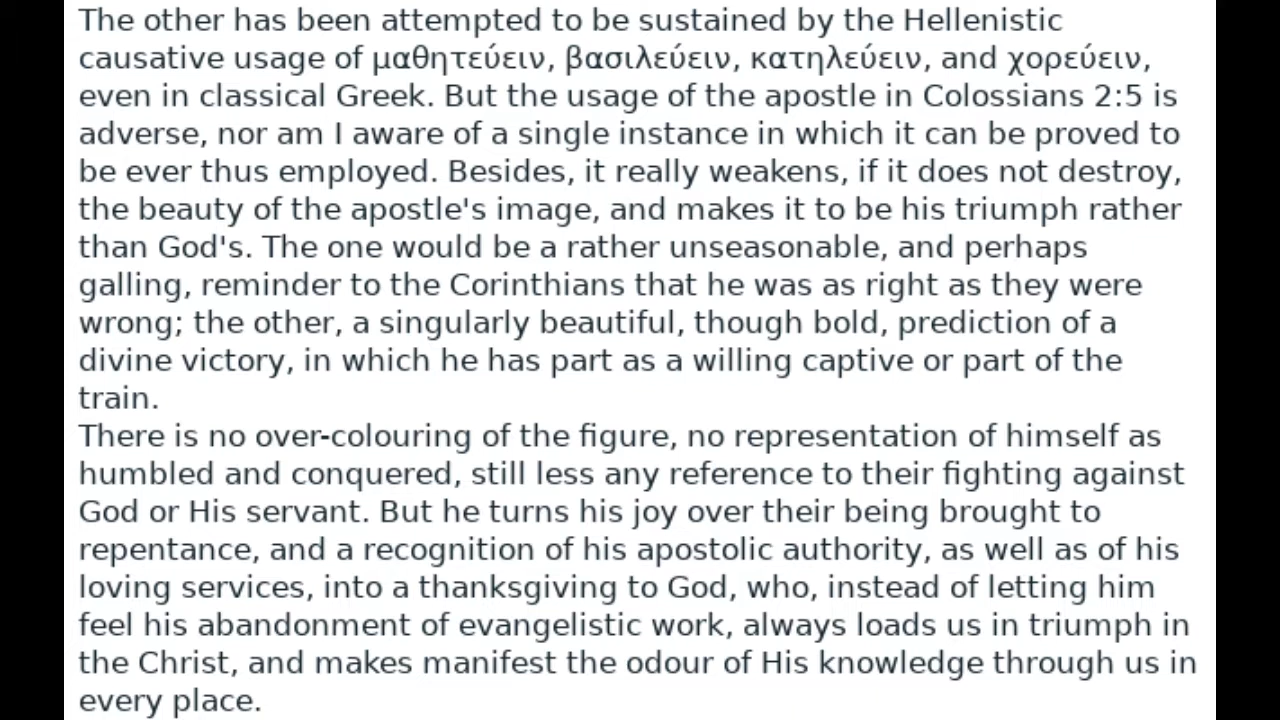 The other has been attempted to be sustained by the Hellenistic
causative usage of μαθητεύειν, βασιλεύειν, κατηλεύειν, and χορεύειν,
even in classical Greek. But the usage of the apostle in Colossians 2:5 is
adverse, nor am I aware of a single instance in which it can be proved to
be ever thus employed. Besides, it really weakens, if it does not destroy,
the beauty of the apostle's image, and makes it to be his triumph rather
than God's. The one would be a rather unseasonable, and perhaps
galling, reminder to the Corinthians that he was as right as they were
wrong; the other, a singularly beautiful, though bold, prediction of a
divine victory, in which he has part as a willing captive or part of the
train.
There is no over-colouring of the figure, no representation of himself as
humbled and conquered, still less any reference to their fighting against
God or His servant. But he turns his joy over their being brought to
repentance, and a recognition of his apostolic authority, as well as of his
loving services, into a thanksgiving to God, who, instead of letting him
feel his abandonment of evangelistic work, always loads us in triumph in
the Christ, and makes manifest the odour of His knowledge through us in
every place.